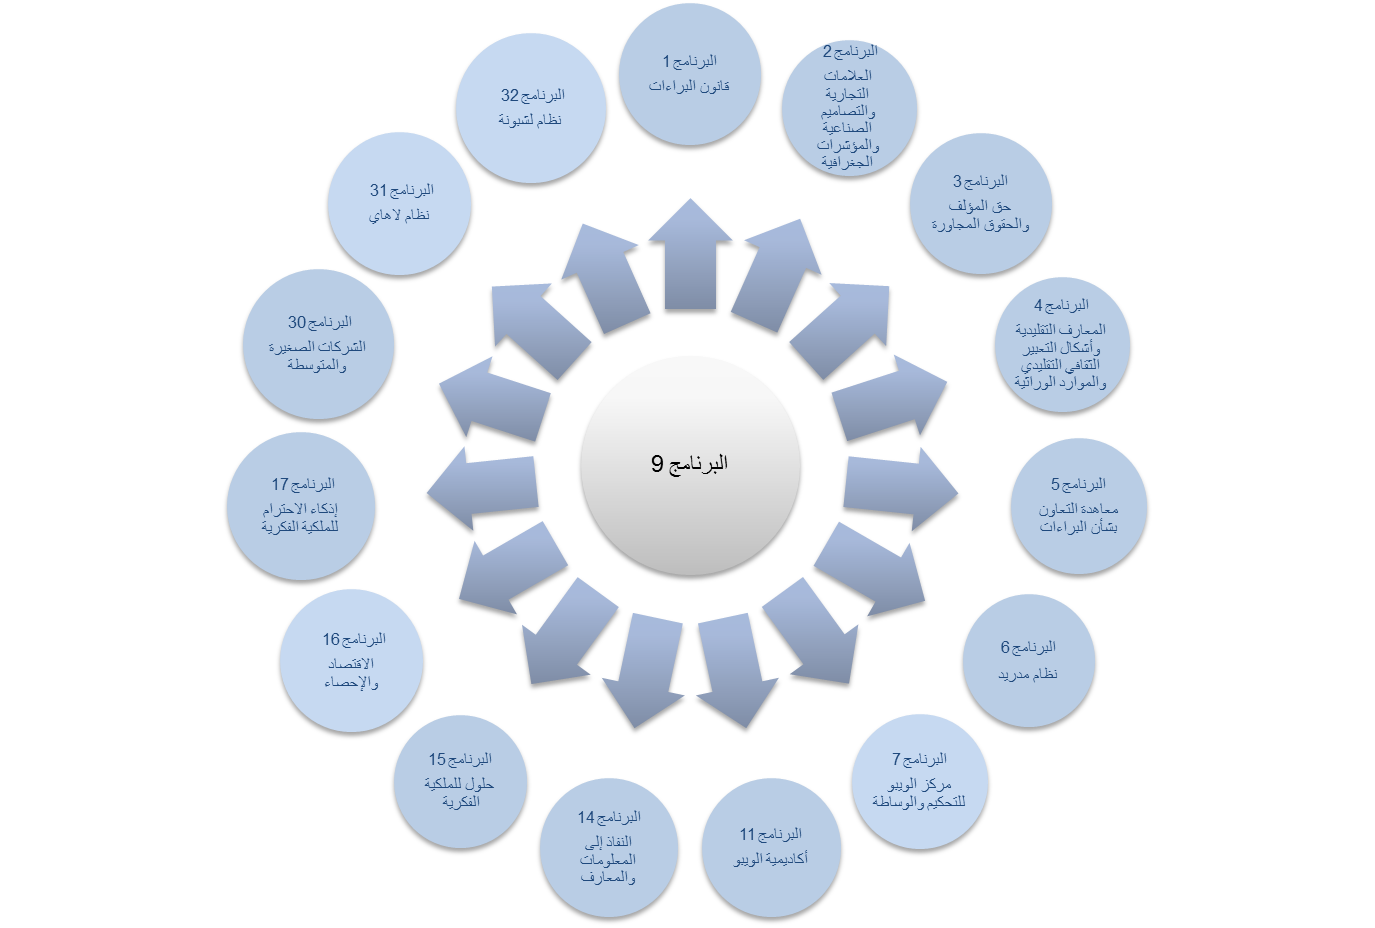 البرنامج 1
قانون البراءات
البرنامج 2
العلامات
التجارية
والتصاميم
الصناعية
والمؤشرات
الجغرافية
البرنامج 3
حق المؤلف
والحقوق المجاورة
البرنامج 4
المعارف التقليدية
وأشكال التعبير
الثقافي التقليدي
والموارد الوراثية
البرنامج 5
معاهدة التعاون
بشأن البراءات
البرنامج 6
نظام مدريد
البرنامج 7
مركز الويبو
للتحكيم والوساطة
البرنامج 11
أكاديمية الويبو
البرنامج 14
النفاذ إلى
المعلومات
والمعارف
البرنامج 15
حلول للملكية
الفكرية
البرنامج 16
الاقتصاد
والإحصاء
البرنامج 17
إذكاء الاحترام
للملكية الفكرية
البرنامج 30
الشركات الصغيرة
والمتوسطة
البرنامج 31
نظام لاهاي
البرنامج 32
نظام لشبونة
البرنامج 9